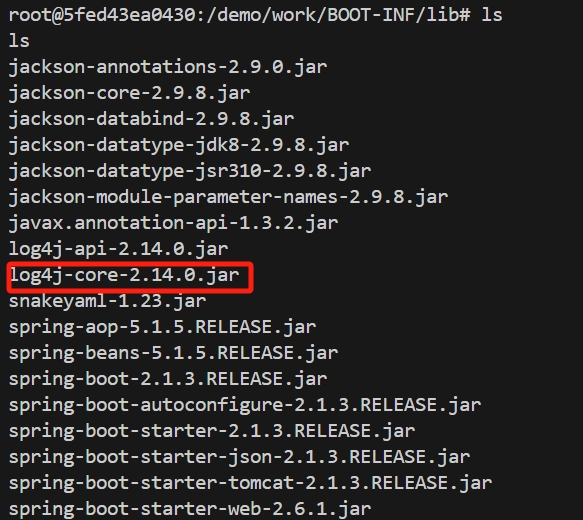 root@5fed43ea0430:/demo/work/BOOT-INF/lib# ls
ls
jackson-annotations-2.9.0.jar
jackson-core-2.9.8.jar
jackson-databind-2.9.8.jar
jackson-datatype-jdk8-2.9.8.jar
jackson-datatype-jsr310-2.9.8.jar
jackson-module-parameter-names-2.9.8.jar
javax.annotation-api-1.3.2.jar
log4j-api-2.14.0.jar
log4j-core-2.14.0.jar
snakeyaml-1.23.jar
spring-aop-5.1.5.RELEASE.jar
spring-beans-5.1.5.RELEASE.jar
spring-boot-2.1.3.RELEASE.jar
spring-boot-autoconfigure-2.1.3.RELEASE.jar
spring-boot-starter-2.1.3.RELEASE.jar
spring-boot-starter-json-2.1.3.RELEASE.jar
spring-boot-starter-tomcat-2.1.3.RELEASE.jar
spring-boot-starter-web-2.6.1.jar